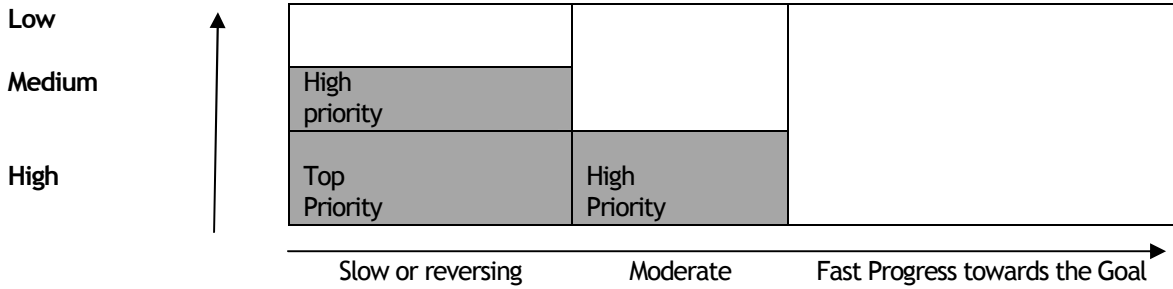 Low
Medium
High
priority
High
Top
Priority
High
Priority
Slow or reversing
Moderate
Fast Progress towards the Goal